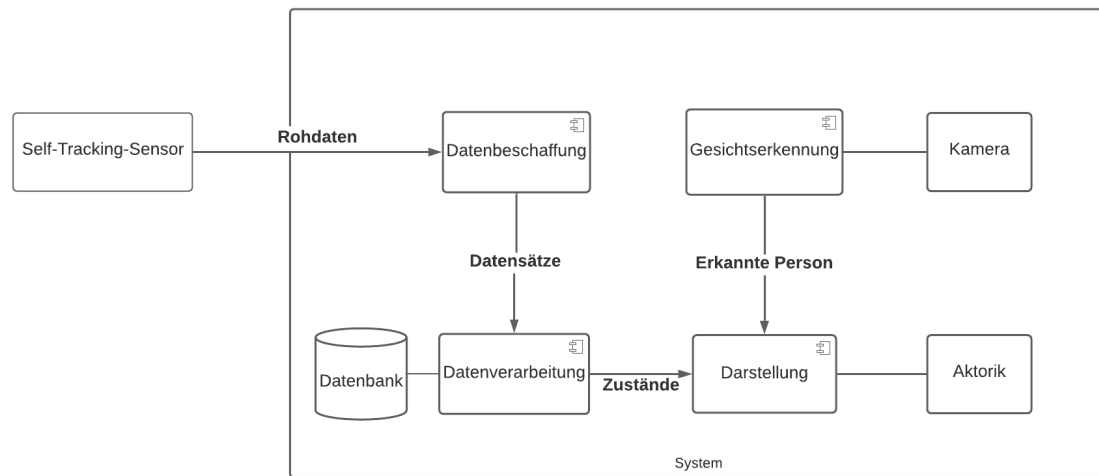 Rohdaten
Self-Tracking-Sensor
Datenbeschaffung
Gesichtserkennung
Kamera
Datensätze
Erkannte Person
Datenbank
Datenverarbeitung
Zustände
Darstellung
Aktorik
System